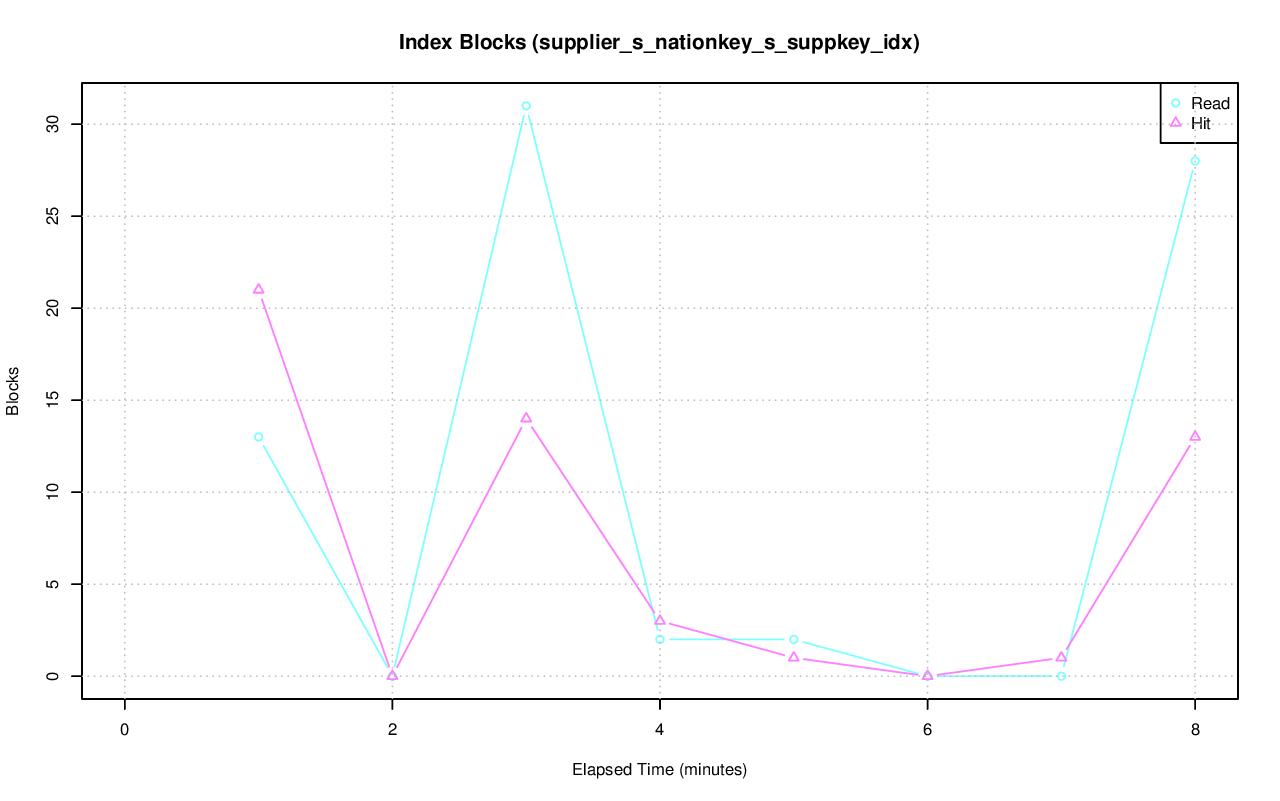 Index Blocks (supplier_s_nationkey_s_suppkey_idx)
Read
Hit
30
25
20
15
10
5
0
Blocks
0 2 4 6 8
Elapsed Time (minutes)